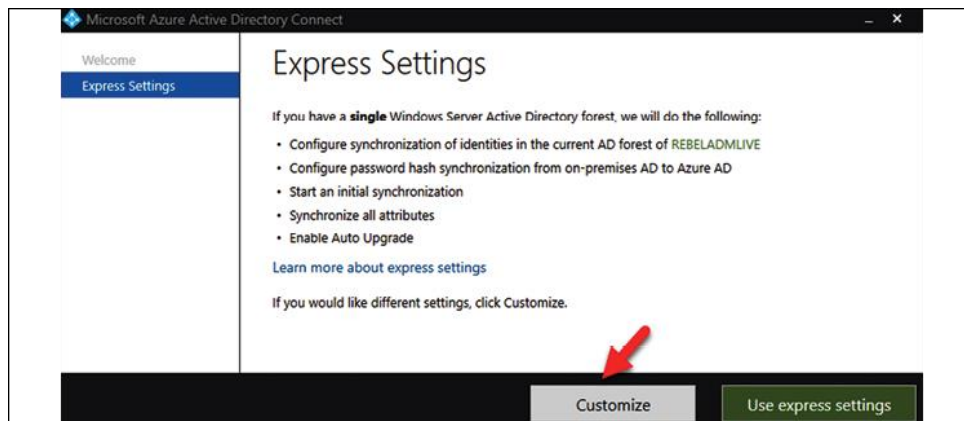 Microsoft Azure Active Directory Connect
Welcome
Express Settings
Express Settings
If you have a single Windows Server Active Directory forest, we will do the following:
• Configure synchronization of identities in the current AD forest of REBELADMLIVE
• Configure password hash synchronization from on-premises AD to Azure AD
• Start an initial synchronization
• Synchronize all attributes
• Enable Auto Upgrade
Learn more about express settings
If you would like different settings, click Customize.
Customize
Use express settings